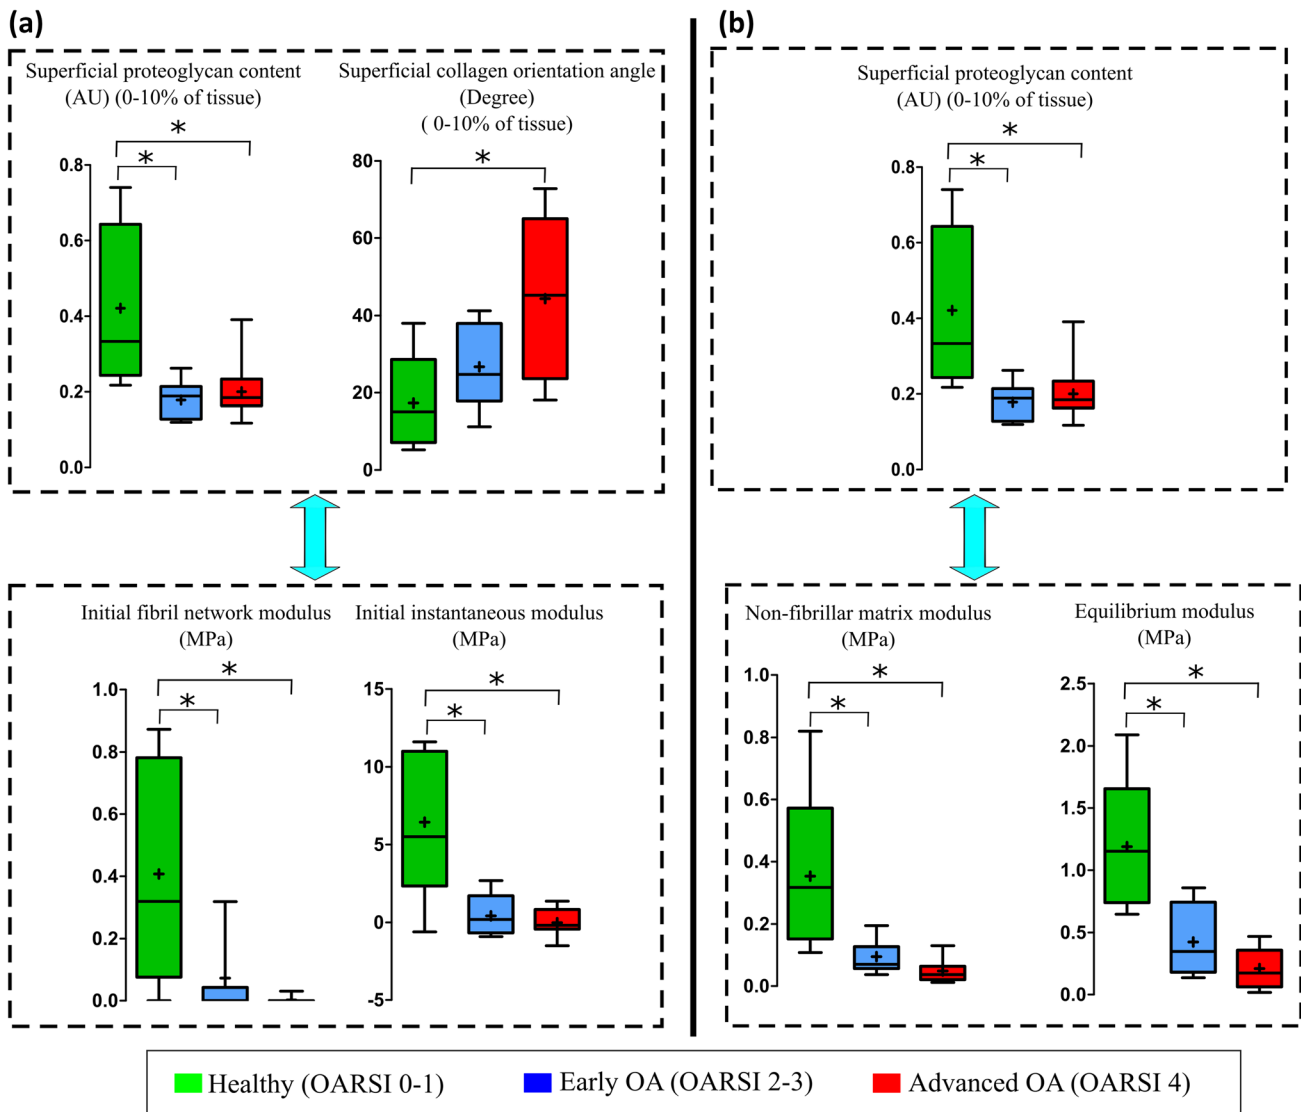 (a)
Superficial proteoglycan content
(AU) (0-10% of tissue)
*
*
0.8
0.6
0.4
0.2
0.0
Superficial collagen orientation angle
(Degree)
( 0-10% of tissue)
*
80
60
40
20
0
Initial fibril network modulus
(MPa)
*
*
1.0
0.8
0.6
0.4
0.2
0.0
Initial instantaneous modulus
(MPa)
*
*
15
10
5
0
-5
(b)
Superficial proteoglycan content
(AU) (0-10% of tissue)
*
*
0.8
0.6
0.4
0.2
0.0
Non-fibrillar matrix modulus
(MPa)
*
*
1.0
0.8
0.6
0.4
0.2
0.0
Equilibrium modulus
(MPa)
*
*
2.5
2.0
1.5
1.0
0.5
0.0
Healthy (OARSI 0-1)
Early OA (OARSI 2-3)
Advanced OA (OARSI 4)